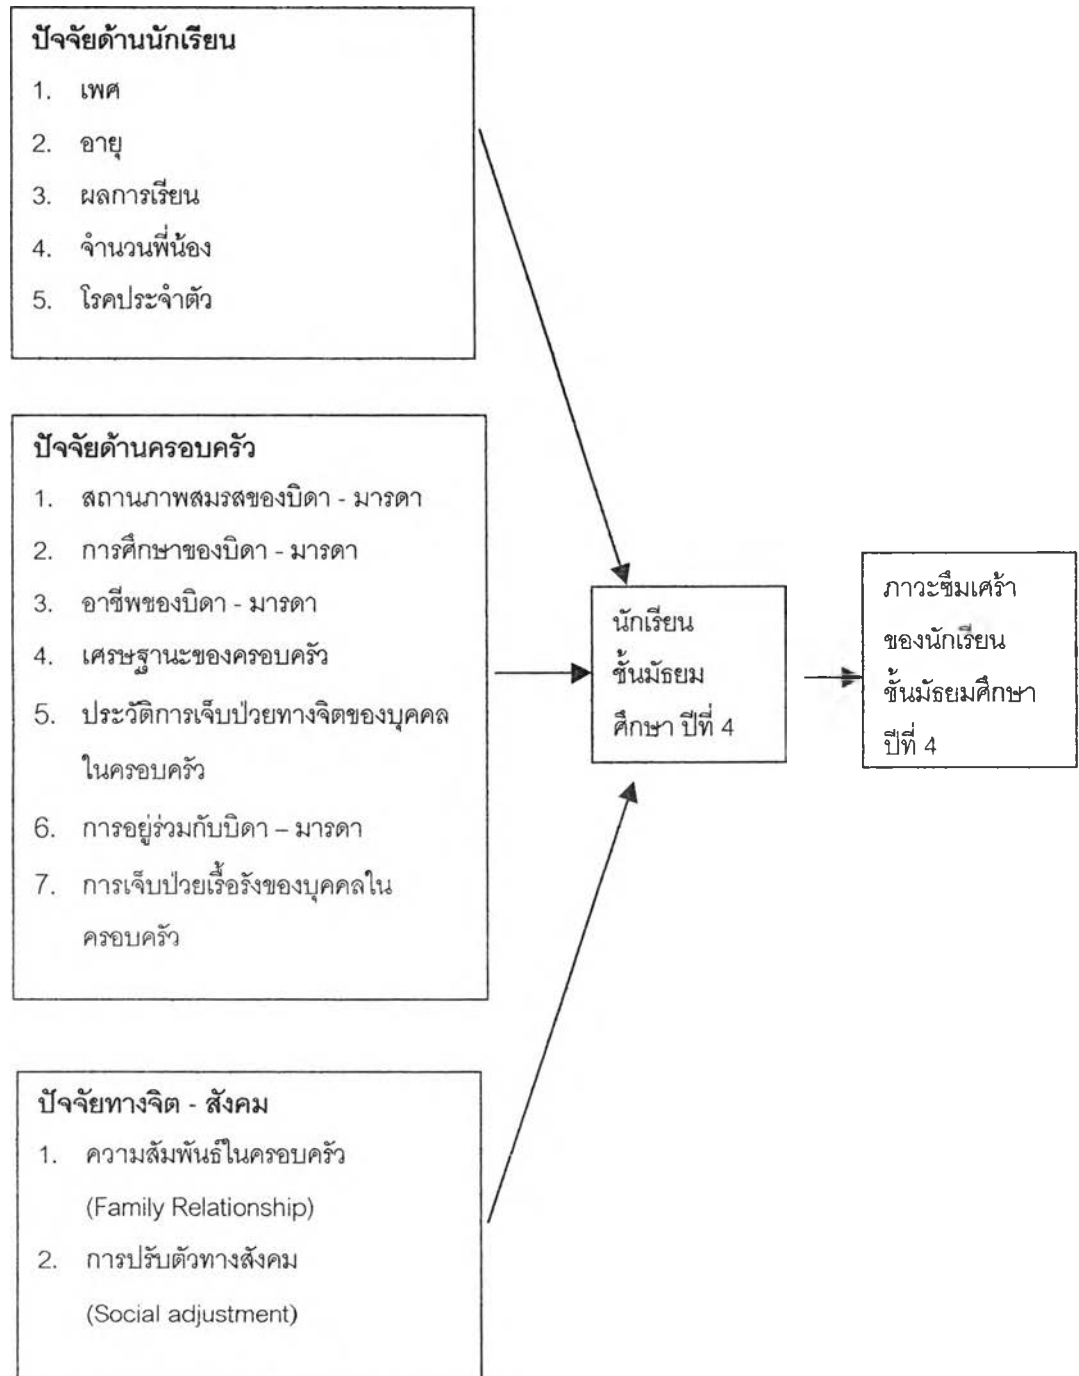 ปัจจัยด้านนักเรียน
1. เพศ
2. อายุ
3. ผลการเรียน
4. จำนวนพี่น้อง
5. โรคประจำตัว
ปัจจัยด้านครอบครัว
1. สถานภาพสมรสของบิดา - มารดา
2. การศึกษาของบิดา - มารดา
3. อาชีพของบิดา - มารดา
4. เศรษฐานะของครอบครัว
5. ประวัติการเจ็บป่วยทางจิตของบุคคล
ในครอบครัว
6. การอยู่ร่วมกับบิดา – มารดา
7. การเจ็บป่วยเรื้อรังของบุคคลใน
ครอบครัว
ปัจจัยทางจิต - สังคม
1. ความสัมพันธ์ในครอบครัว
(Family Relationship)
2. การปรับตัวทางสังคม
(Social adjustment)
นักเรียน
ชั้นมัธยม
ศึกษา ปีที่ 4
ภาวะซึมเศร้า
ของนักเรียน
ชั้นมัธยมศึกษา
ปีที่ 4